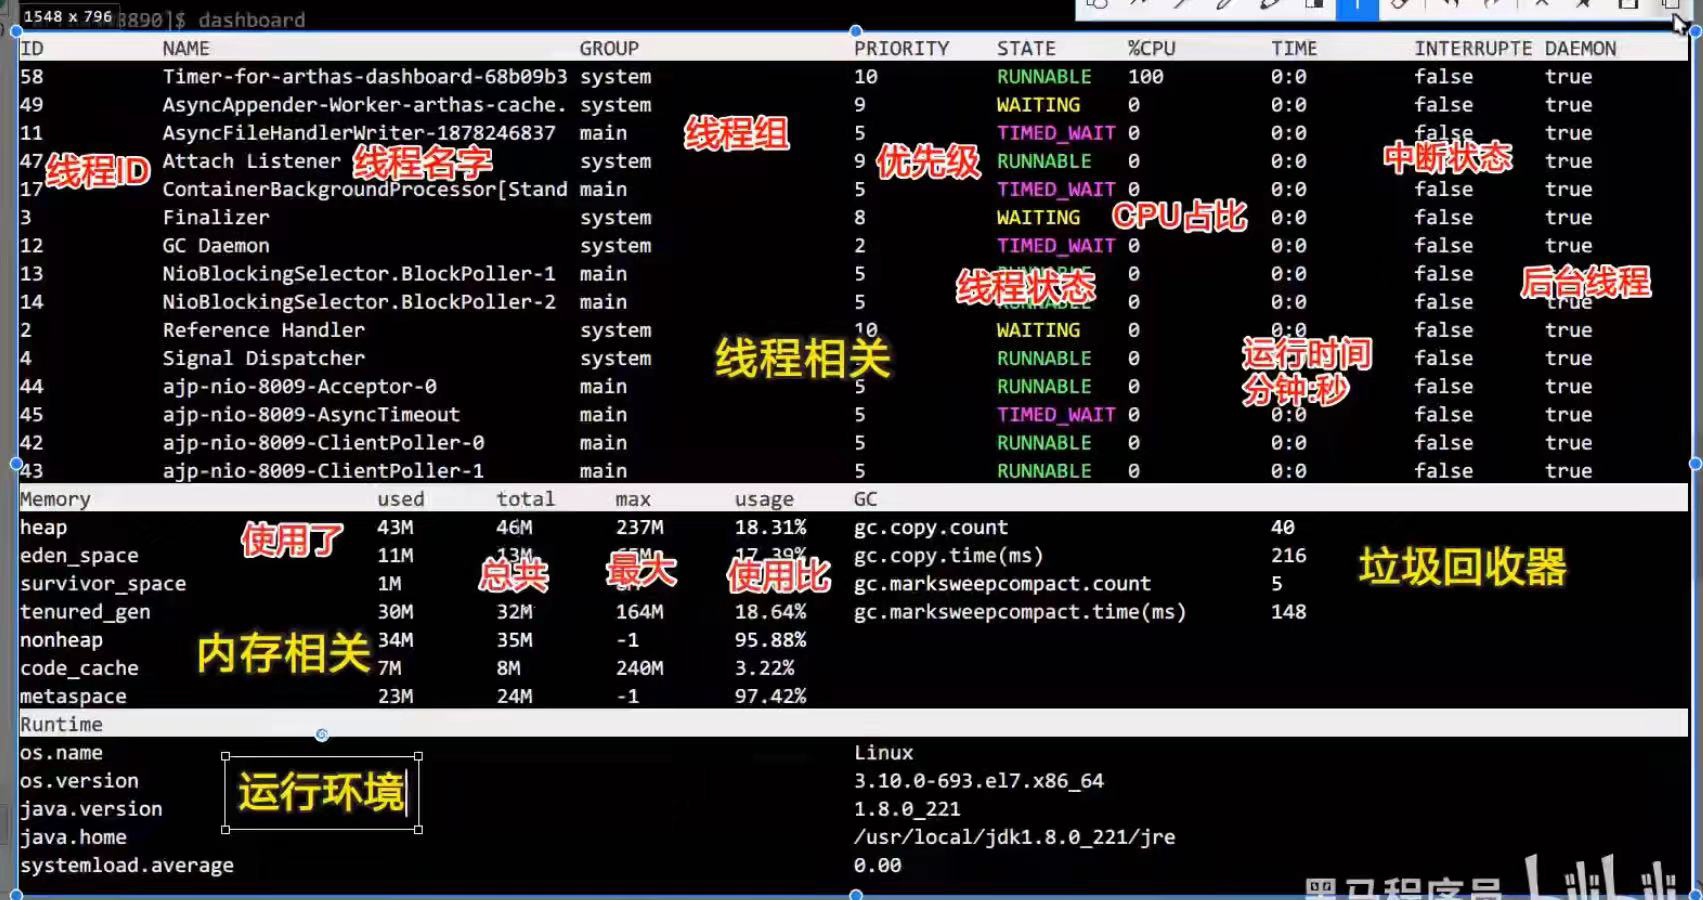 1548 x 796
3890]$ dashboard
ID NAME GROUP PRIORITY STATE %CPU TIME INTERRUPTE DAEMON
58 Timer-for-arthas-dashboard-68b09b3 system 10 RUNNABLE 100 0:0 false true
49 AsyncAppender-Worker-arthas-cache. system 9 WAITING 0 0:0 false true
11 AsyncFileHandlerWriter-1878246837 main 5 TIMED_WAIT 0 0:0 false true
线程组
47 Attach Listener system 9 RUNNABLE 0 0:0 true
线程ID 线程名字 优先级 中断状态
17 ContainerBackgroundProcessor[Stand main 5 TIMED_WAIT 0 0:0 false true
3 Finalizer system 8 WAITING 0:0 false true
CPU占比
12 GC Daemon system 2 TIMED_WAIT 0 0:0 false true
13 NioBlockingSelector.BlockPoller-1 main 5 RUNNABLE 0 0:0 false
线程状态 后台线程
14 NioBlockingSelector.BlockPoller-2 main 5 RUNNABLE 0 0:0 false true
2 Reference Handler system 10 WAITING 0 0:0 false true
4 Signal Dispatcher system RUNNABLE 0 false true
线程相关 运行时间
分钟:秒
44 ajp-nio-8009-Acceptor-0 main 5 RUNNABLE 0 false true
45 ajp-nio-8009-AsyncTimeout main 5 TIMED_WAIT 0 0:0 false true
42 ajp-nio-8009-ClientPoller-0 main 5 RUNNABLE 0 0:0 false true
43 ajp-nio-8009-ClientPoller-1 main 5 RUNNABLE 0 0:0 false true
Memory used total max usage GC
heap 43M 46M 237M 18.31% gc.copy.count 40
使用了
eden_space 11M 13M 65M 17.39% gc.copy.time(ms) 216
总共 最大 使用比 垃圾回收器
survivor_space 1M gc.marksweepcompact.count 5
tenured_gen 30M 32M 164M 18.64% gc.marksweepcompact.time(ms) 148
nonheap 34M 35M -1 95.88%
内存相关
code_cache 7M 8M 240M 3.22%
metaspace 23M 24M -1 97.42%
Runtime
os.name Linux
os.version 3.10.0-693.el7.x86_64
运行环境
java.version 1.8.0_221
java.home /usr/local/jdk1.8.0_221/jre
systemload.average 0.00
黑马程序员 bilibili